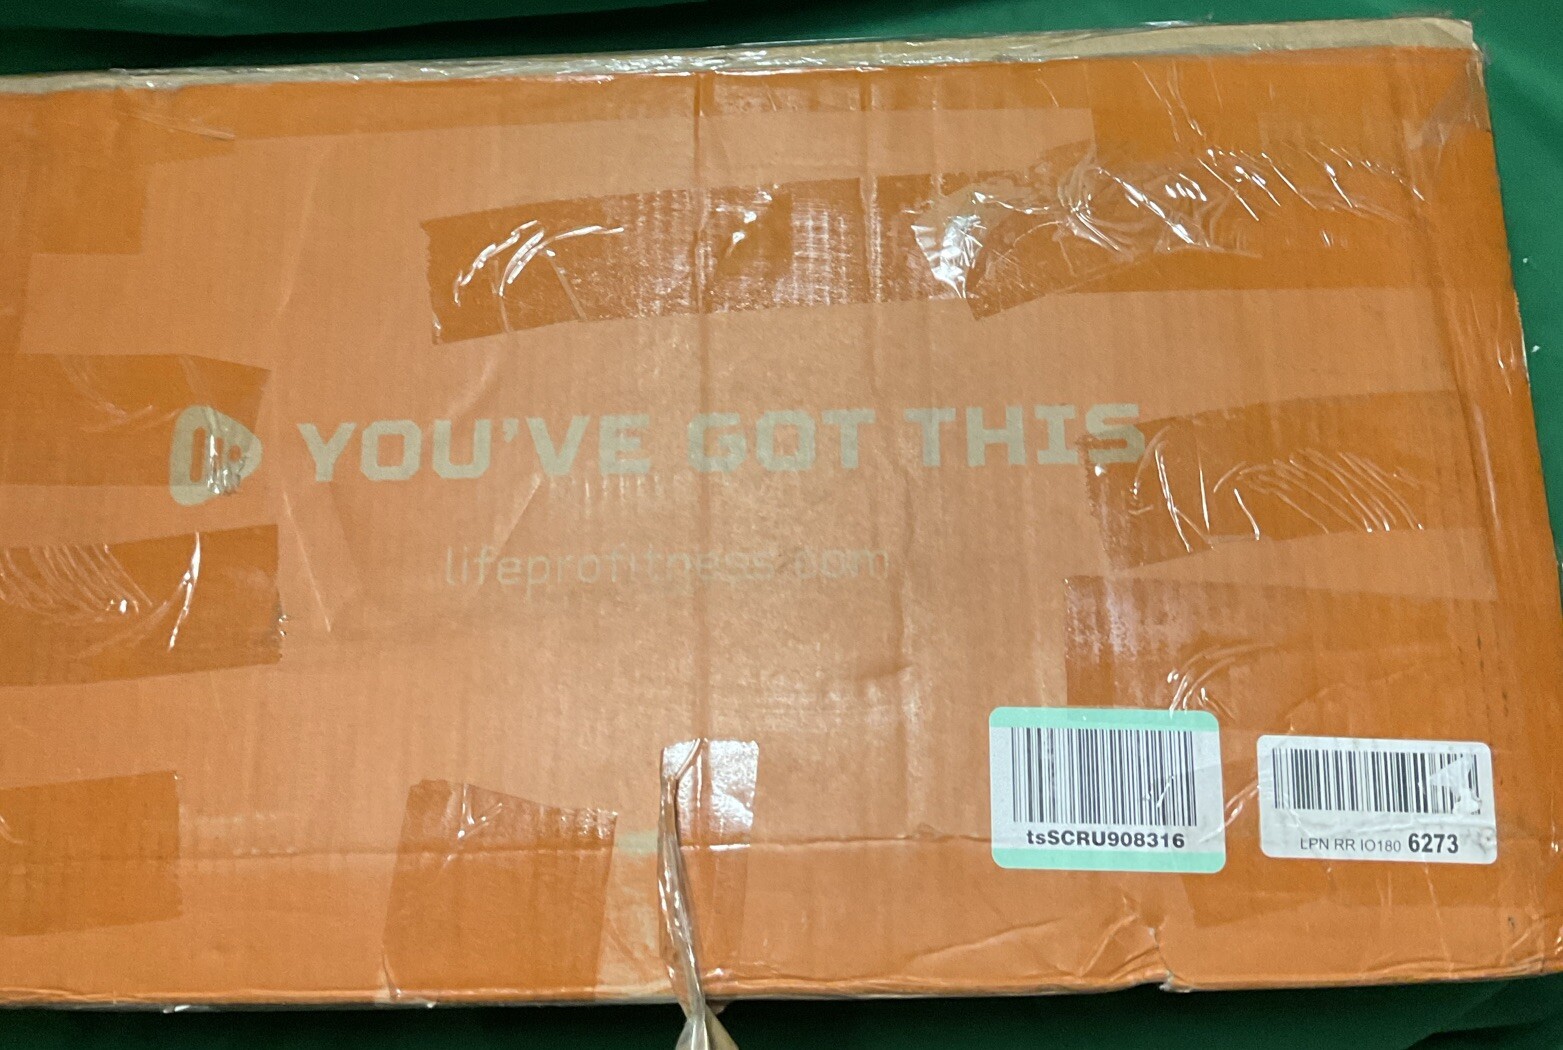 YOU'VE GOT THIS
lifeprofitness.com
tsSCRU908316
LPN RR IO180 6273